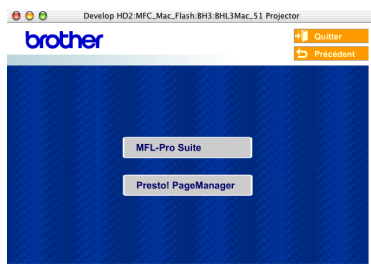 Develop HD2:MFC_Mac_Flash:BH3:BHL3Mac_51 Projector
brother
Quitter
Précédent
MFL-Pro Suite
Presto! PageManager